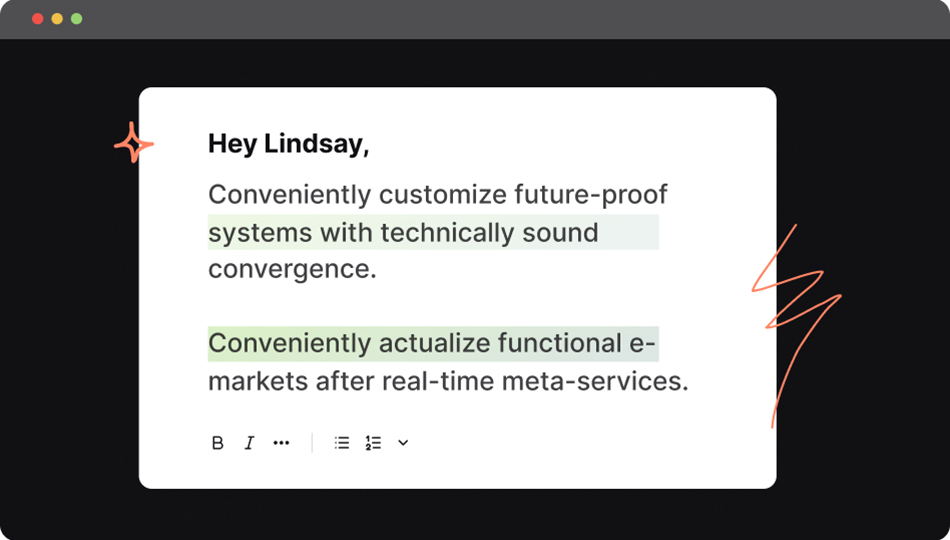 Hey Lindsay,
Conveniently customize future-proof
systems with technically sound
convergence.
Conveniently actualize functional e-
markets after real-time meta-services.
B I